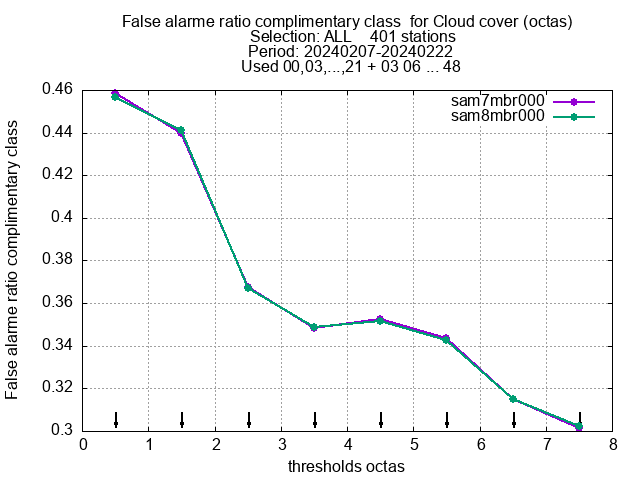 False alarme ratio complimentary class  for Cloud cover (octas)
Selection: ALL    401 stations
Period: 20240207-20240222
Used 00,03,...,21 + 03 06 ... 48
sam7mbr000
sam8mbr000
False alarme ratio complimentary class
0.46
0.44
0.42
0.4
0.38
0.36
0.34
0.32
0.3
0 1 2 3 4 5 6 7 8
thresholds octas